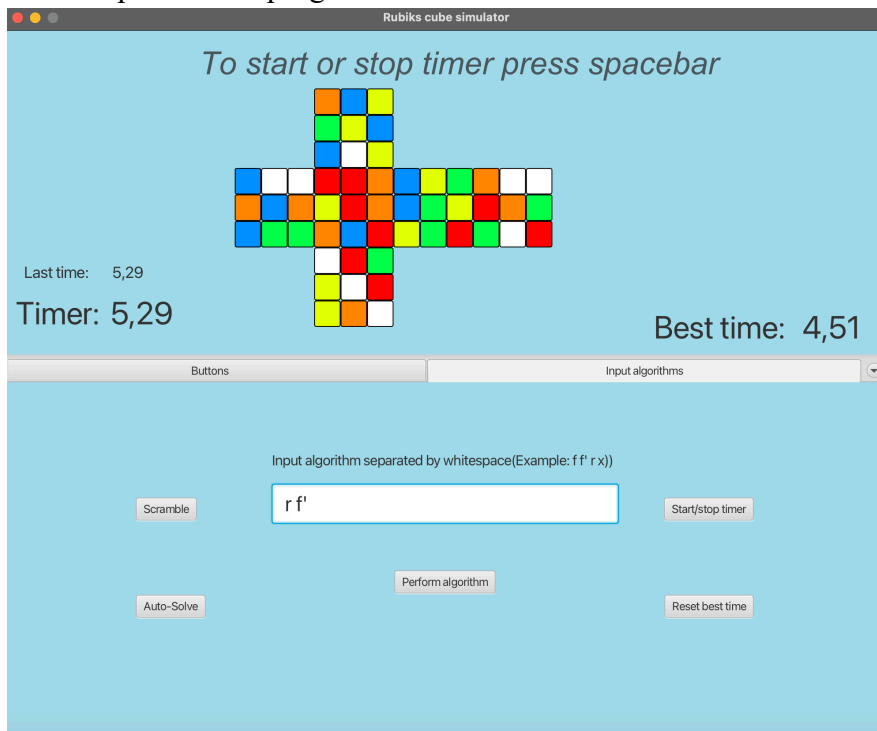 Rubiks cube simulator
To start or stop timer press spacebar
Last time: 5,29
Timer: 5,29
Best time: 4,51
Buttons
Input algorithms
Input algorithm separated by whitespace(Example: f f' r x))
Scramble
r f'
Start/stop timer
Perform algorithm
Auto-Solve
Reset best time